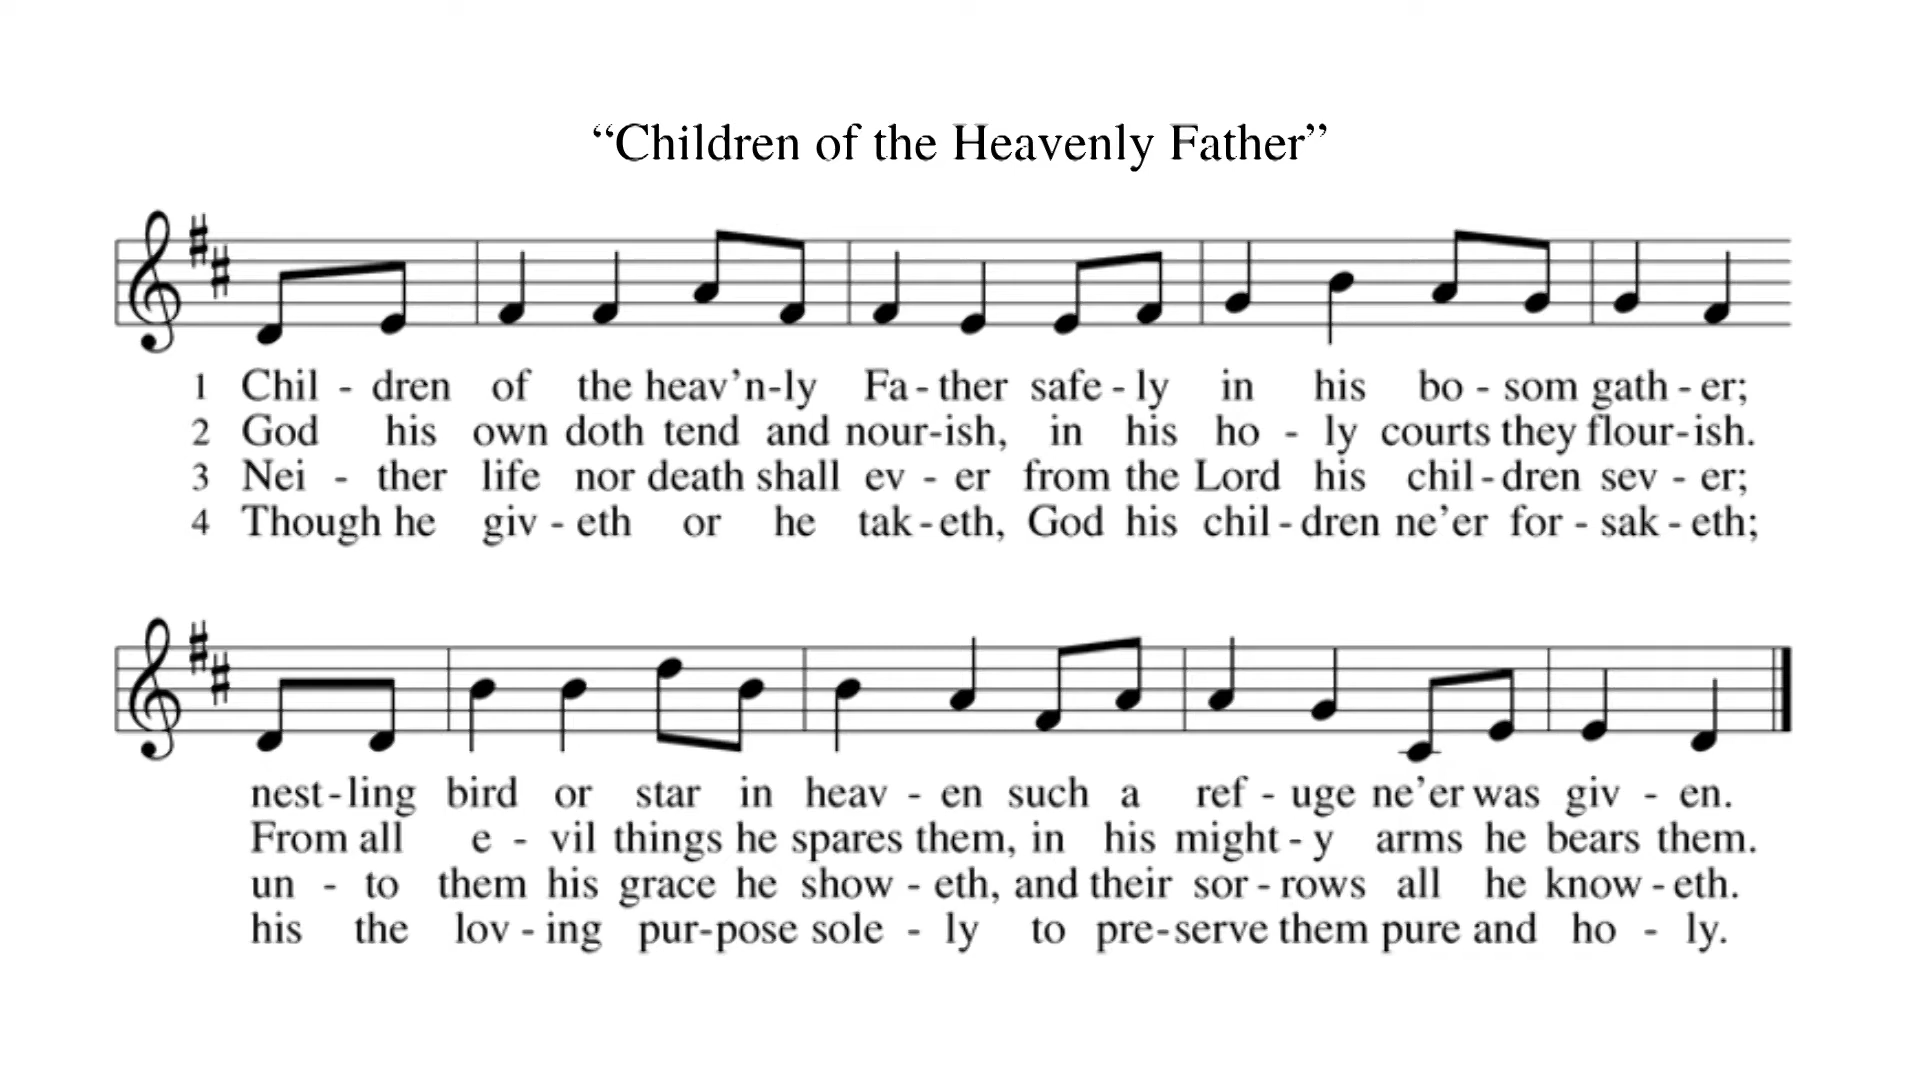 “Children of the Heavenly Father”
1 Chil - dren of the heav’n-ly Fa - ther safe - ly in his bo - som gath - er;
2 God his own doth tend and nour-ish, in his ho - ly courts they flour-ish.
3 Nei - ther life nor death shall ev - er from the Lord his chil - dren sev - er;
4 Though he giv - eth or he tak - eth, God his chil - dren ne’er for - sak - eth;
nest - ling bird or star in heav - en such a ref - uge ne’er was giv - en.
From all e - vil things he spares them, in his might - y arms he bears them.
un - to them his grace he show - eth, and their sor - rows all he know - eth.
his the lov - ing pur-pose sole - ly to pre-serve them pure and ho - ly.